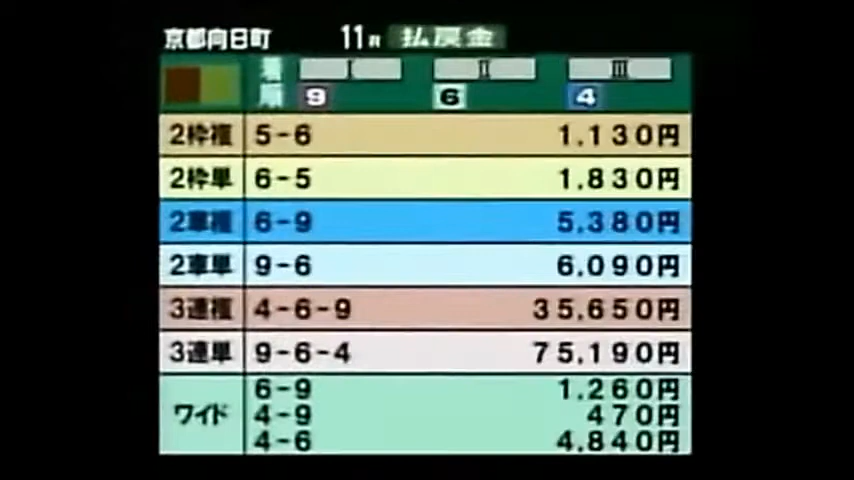 京都向日町 11R 払戻金
着順 Ⅰ Ⅱ Ⅲ
9 6 4
2枠複 5-6 1.130円
2枠単 6-5 1.830円
2車複 6-9 5.380円
2車単 9-6 6.090円
3連複 4-6-9 35.650円
3連単 9-6-4 75.190円
ワイド 6-9 1.260円
4-9 470円
4-6 4.840円